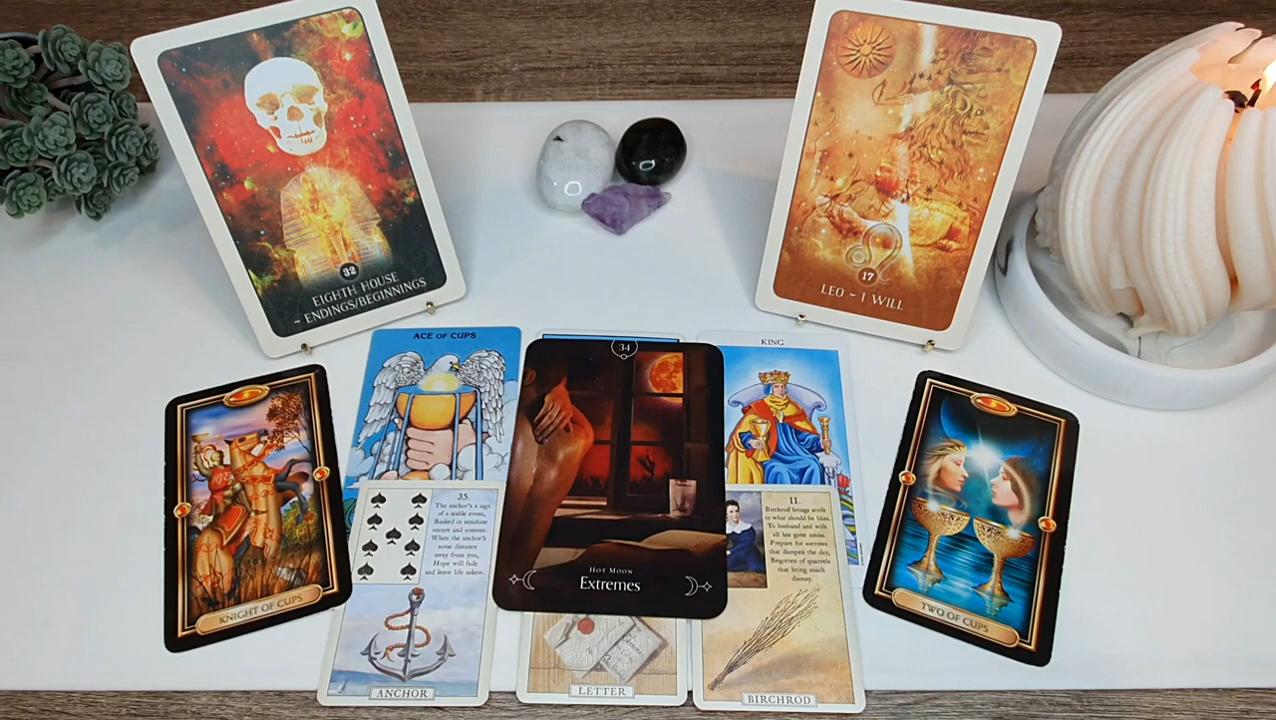 32
EIGHTH HOUSE
~ ENDINGS/BEGINNINGS
17
LEO ~ I WILL
ACE OF CUPS
34
KING
HOT MOON
Extremes
KNIGHT OF CUPS
TWO OF CUPS
35.
The anchor's a sign
of a stable event,
Basked in sunshine
secure and content.
When the anchor's
some distance
away from you,
Hope will fade
and leave life askew.
ANCHOR
LETTER
11.
Birchrod brings strife
to what should be bliss.
To husband and wife
all has gone amiss.
Prepare for sorrows
that dampen the day,
Begotten of quarrels
that bring much
dismay.
BIRCHROD